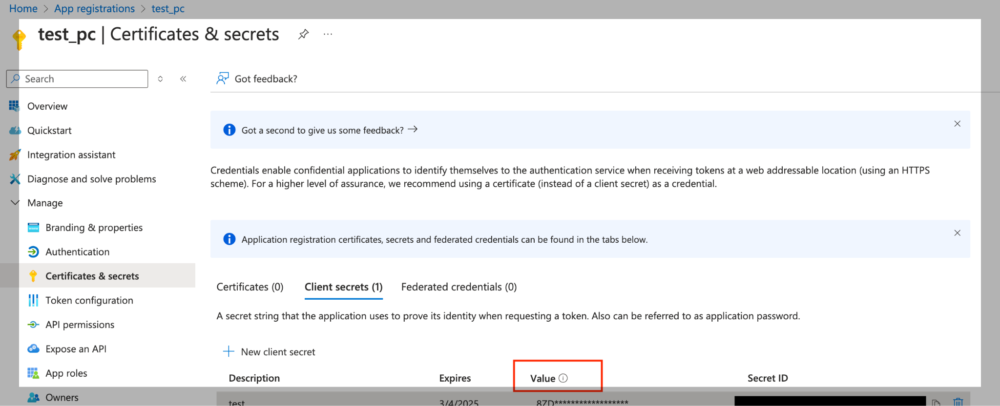 Home > App registrations > test_pc
test_pc | Certificates & secrets
Search
Got feedback?
Overview
Quickstart
Integration assistant
Diagnose and solve problems
Manage
Branding & properties
Authentication
Certificates & secrets
Token configuration
API permissions
Expose an API
App roles
Owners
Got a second to give us some feedback? →
Credentials enable confidential applications to identify themselves to the authentication service when receiving tokens at a web addressable location (using an HTTPS
scheme). For a higher level of assurance, we recommend using a certificate (instead of a client secret) as a credential.
Application registration certificates, secrets and federated credentials can be found in the tabs below.
Certificates (0) Client secrets (1) Federated credentials (0)
A secret string that the application uses to prove its identity when requesting a token. Also can be referred to as application password.
New client secret
Description Expires Value Secret ID
test 3/4/2025 8ZD******************